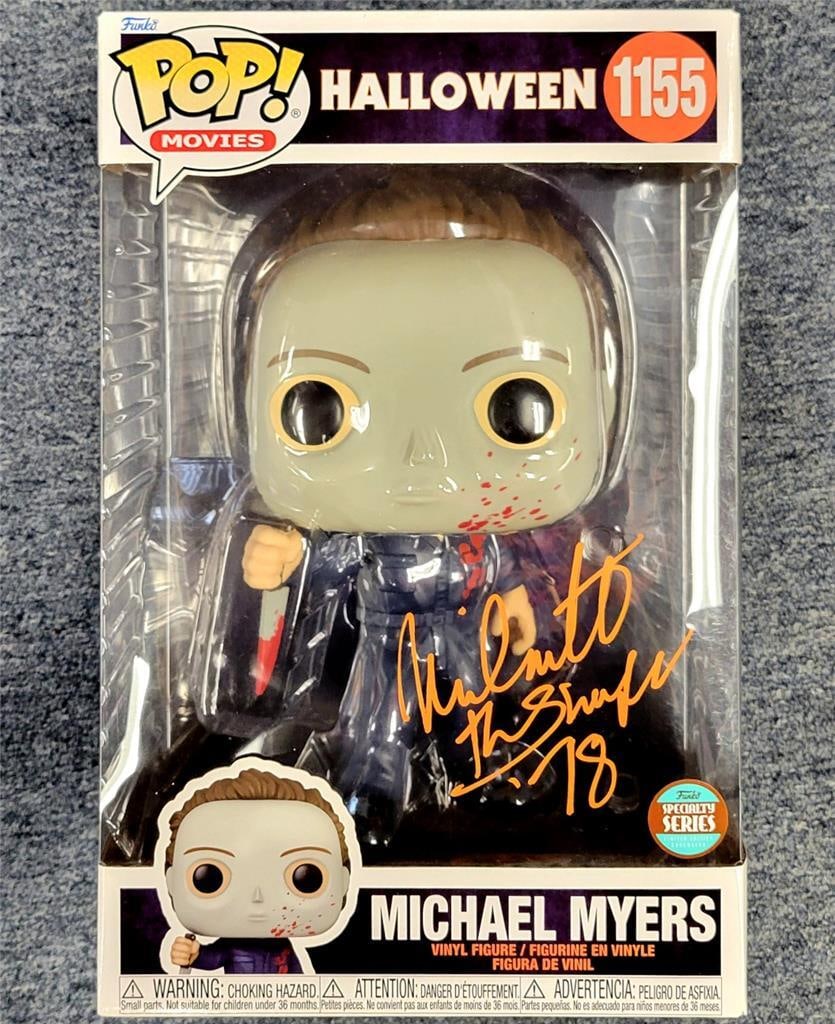 Funko
POP!®
MOVIES
HALLOWEEN
1155
The Shape
78
Funko
SPECIALTY
SERIES
LIMITED EDITION
EXCLUSIVE
MICHAEL MYERS
VINYL FIGURE / FIGURINE EN VINYLE
FIGURA DE VINIL
WARNING: CHOKING HAZARD.
Small parts. Not suitable for children under 36 months.
ATTENTION: DANGER D'ÉTOUFFEMENT.
Petites pièces. Ne convient pas aux enfants de moins de 36 mois.
ADVERTENCIA: PELIGRO DE ASFIXIA.
Partes pequeñas. No es adecuado para niños menores de 36 meses.